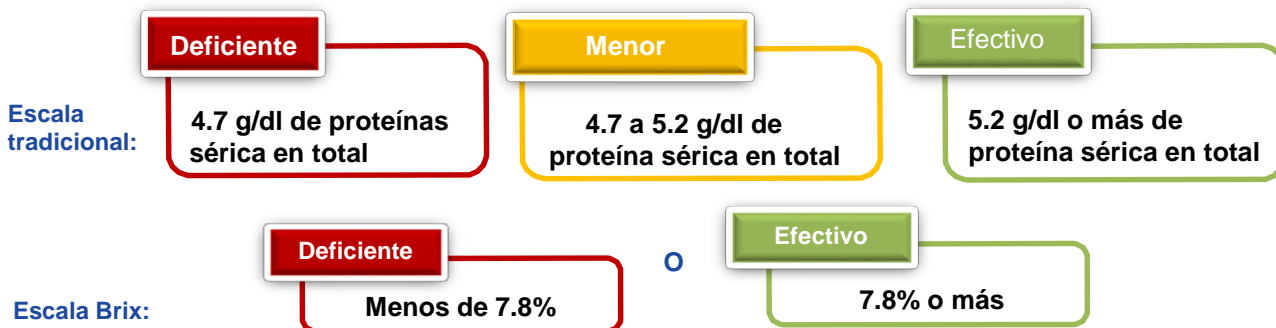 Deficiente
Menor
Efectivo
Escala
tradicional:
4.7 g/dl de proteínas
sérica en total
4.7 a 5.2 g/dl de
proteína sérica en total
5.2 g/dl o más de
proteína sérica en total
Deficiente
O
Efectivo
Escala Brix:
Menos de 7.8%
7.8% o más